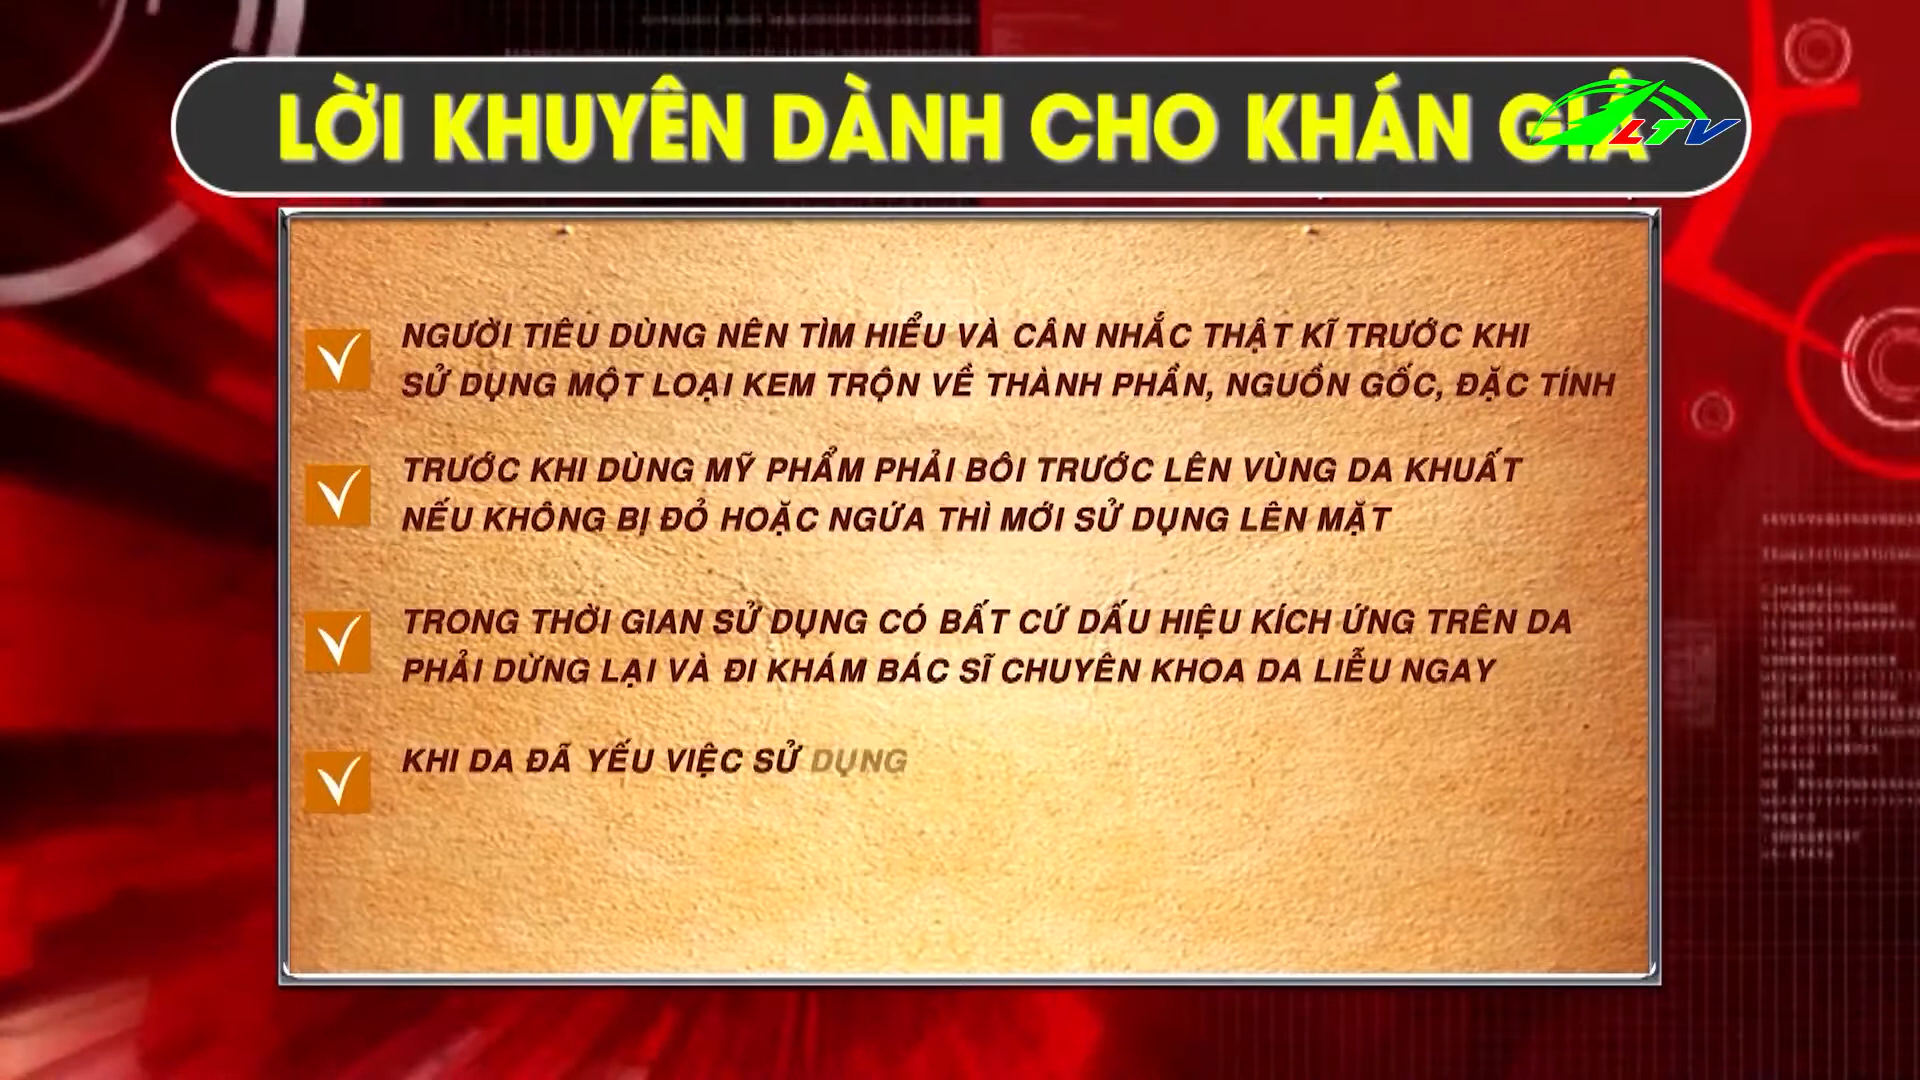 LỜI KHUYÊN DÀNH CHO KHÁN GIẢ
LTV
NGƯỜI TIÊU DÙNG NÊN TÌM HIỂU VÀ CÂN NHẮC THẬT KĨ TRƯỚC KHI
SỬ DỤNG MỘT LOẠI KEM TRỘN VỀ THÀNH PHẦN, NGUỒN GỐC, ĐẶC TÍNH
TRƯỚC KHI DÙNG MỸ PHẨM PHẢI BÔI TRƯỚC LÊN VÙNG DA KHUẤT
NẾU KHÔNG BỊ ĐỎ HOẶC NGỨA THÌ MỚI SỬ DỤNG LÊN MẶT
TRONG THỜI GIAN SỬ DỤNG CÓ BẤT CỨ DẤU HIỆU KÍCH ỨNG TRÊN DA
PHẢI DỪNG LẠI VÀ ĐI KHÁM BÁC SĨ CHUYÊN KHOA DA LIỄU NGAY
KHI DA ĐÃ YẾU VIỆC SỬ DỤNG